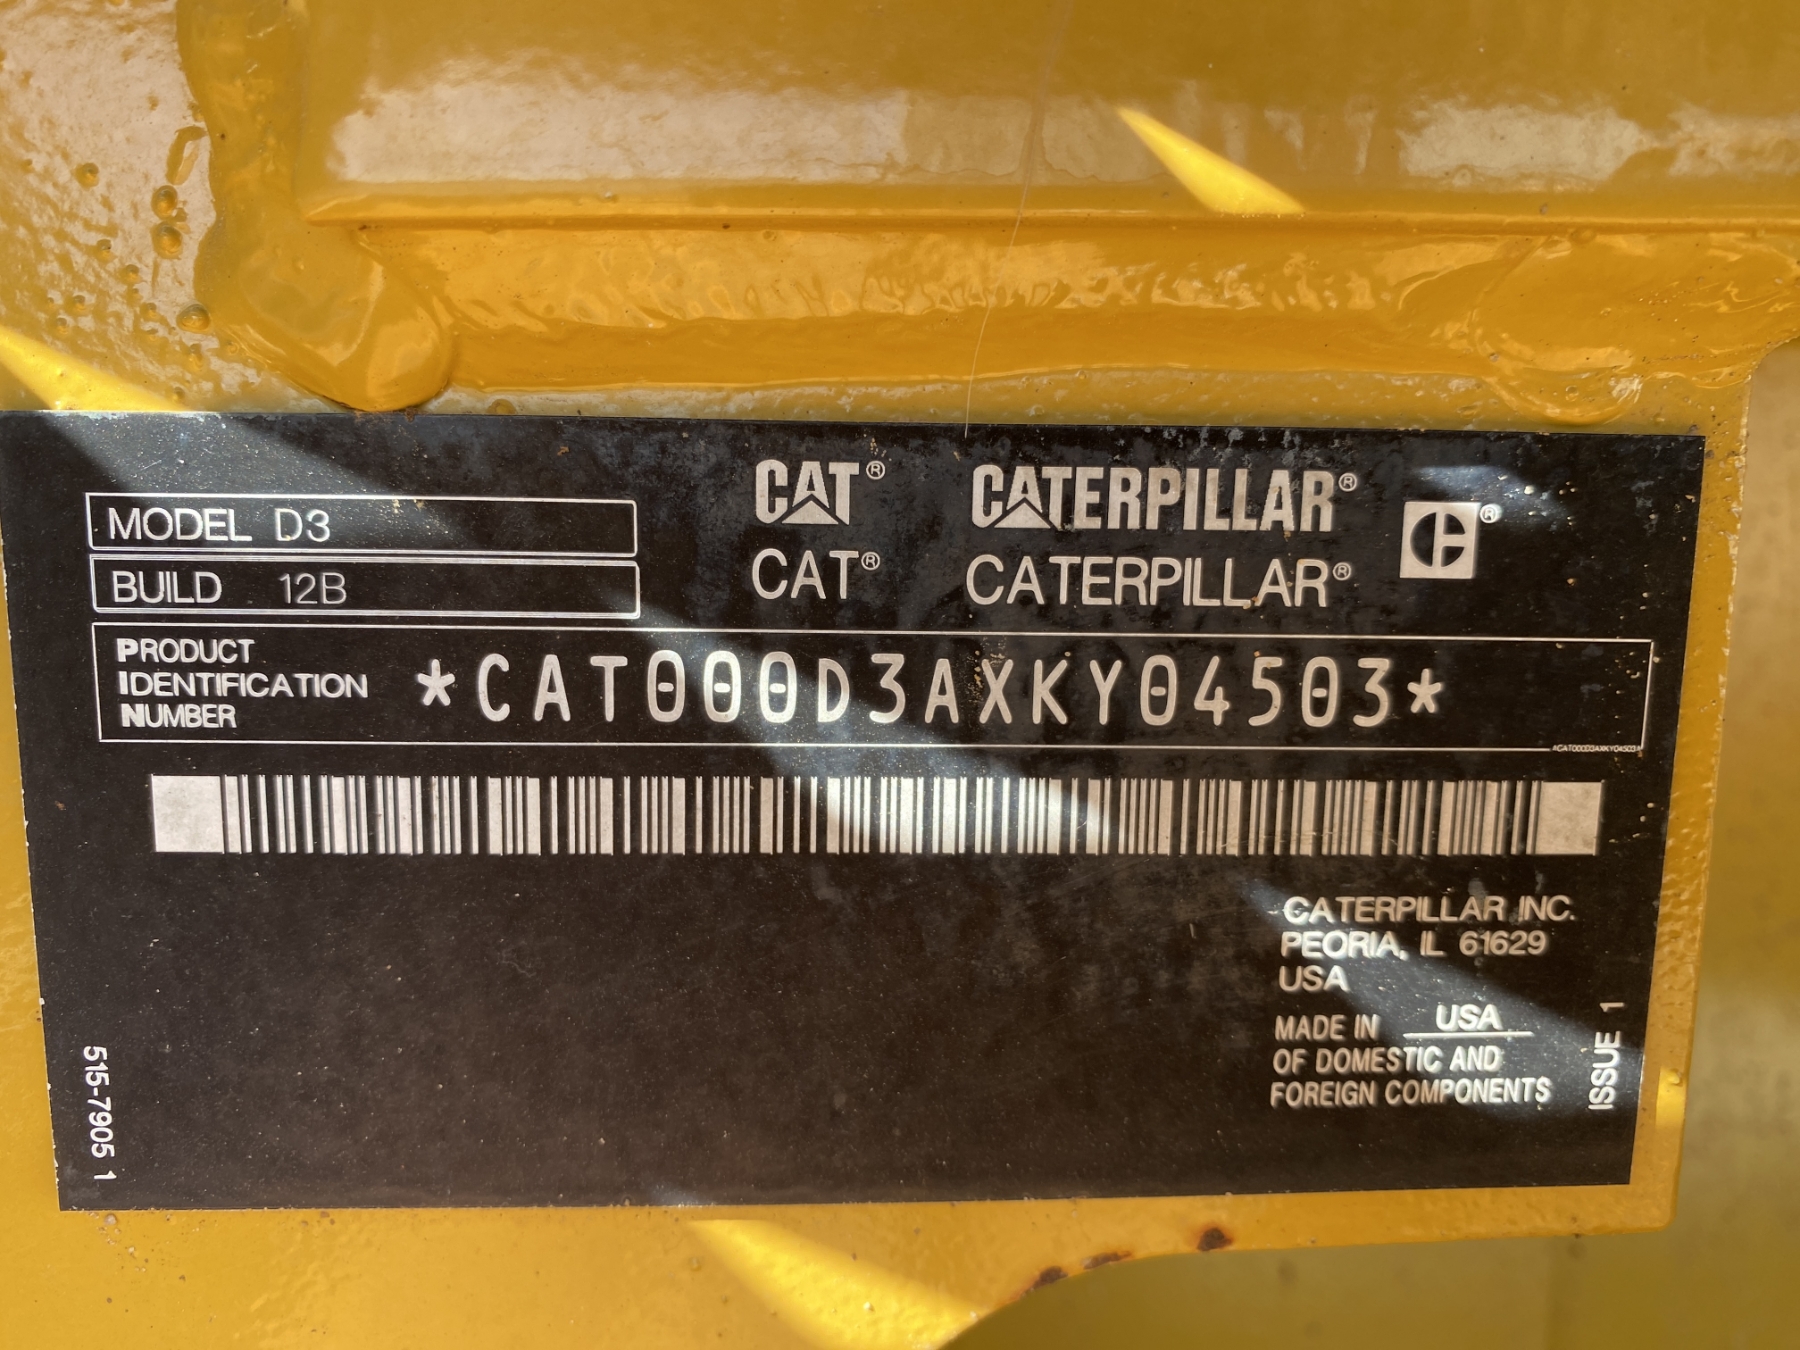 MODEL D3
BUILD 12B
CAT® CATERPILLAR® ®
CAT® CATERPILLAR®
PRODUCT
IDENTIFICATION
NUMBER
*CAT000D3AXKY04503*
*CAT000D3AXKY04503*
CATERPILLAR INC.
PEORIA, IL 61629
USA
MADE IN USA
OF DOMESTIC AND
FOREIGN COMPONENTS
ISSUE 1
515-7905 1